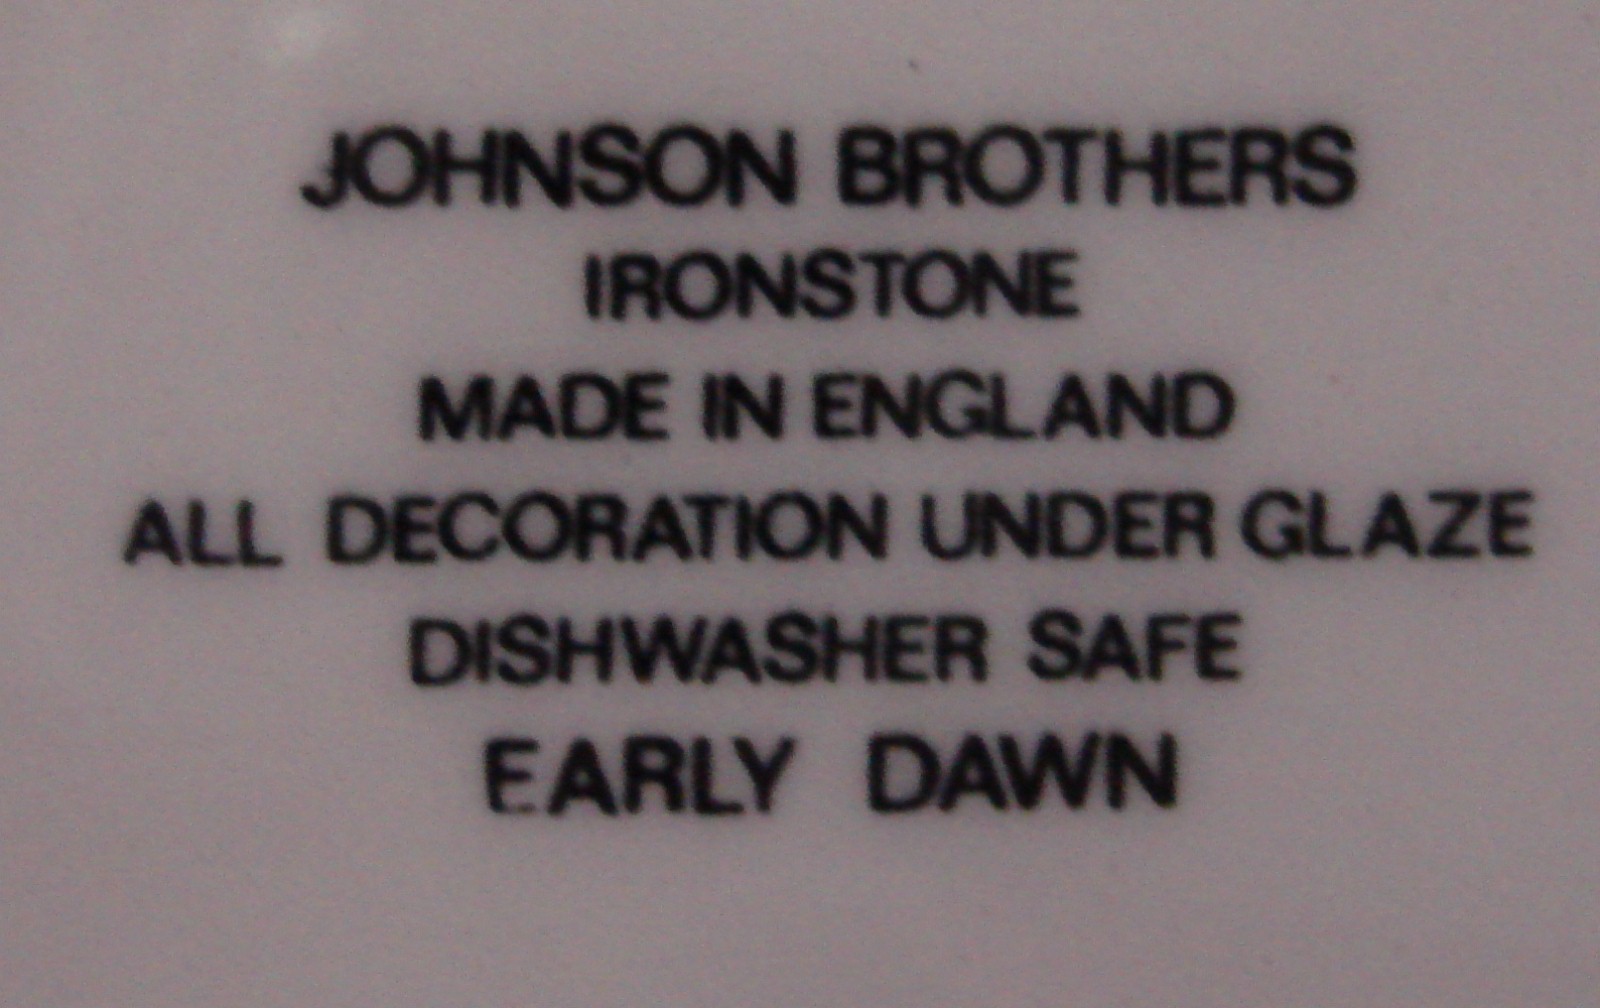 JOHNSON BROTHERS
IRONSTONE
MADE IN ENGLAND
ALL DECORATION UNDER GLAZE
DISHWASHER SAFE
EARLY DAWN